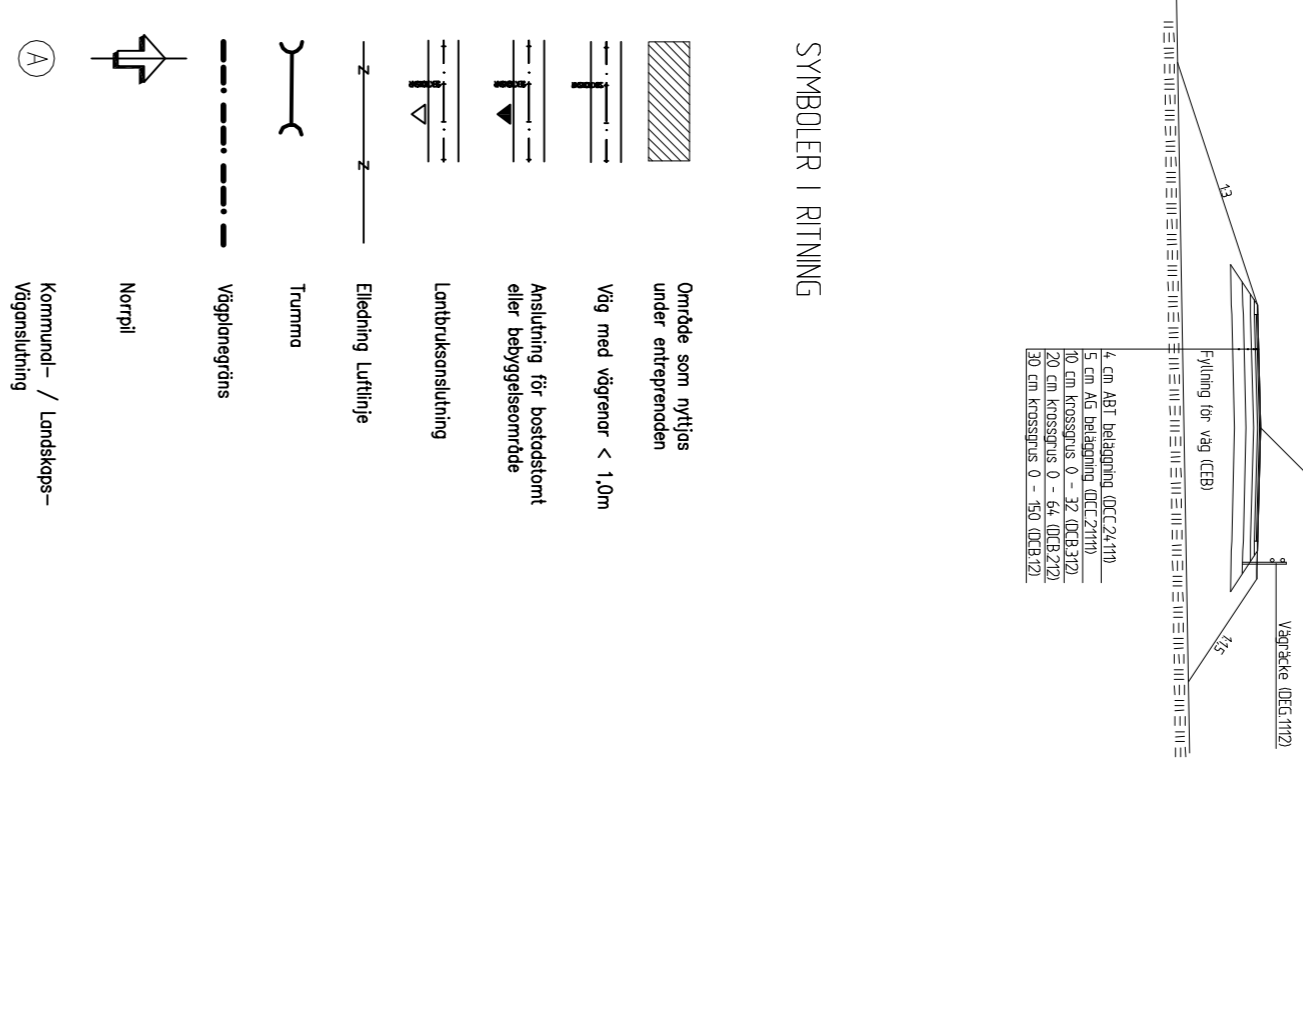 Vägräcke (DEG.1112)
1:3
Fyllning för väg (CEB)
4 cm ABT beläggning (DCC.24111)
5 cm AG beläggning (DCC.21111)
10 cm krossgrus 0 - 32 (DCB.312)
20 cm krossgrus 0 - 64 (DCB.212)
30 cm krossgrus 0 - 150 (DCB.12)
SYMBOLER I RITNING
Område som nyttjas
under entreprenaden
Väg med vägrenar < 1,0m
Anslutning för bostadstomt
eller bebyggelseområde
Lantbruksanslutning
N N Elledning Luftlinje
Trumma
Vägplanegräns
Norrpil
A Kommunal- / Landskaps-
Väganslutning